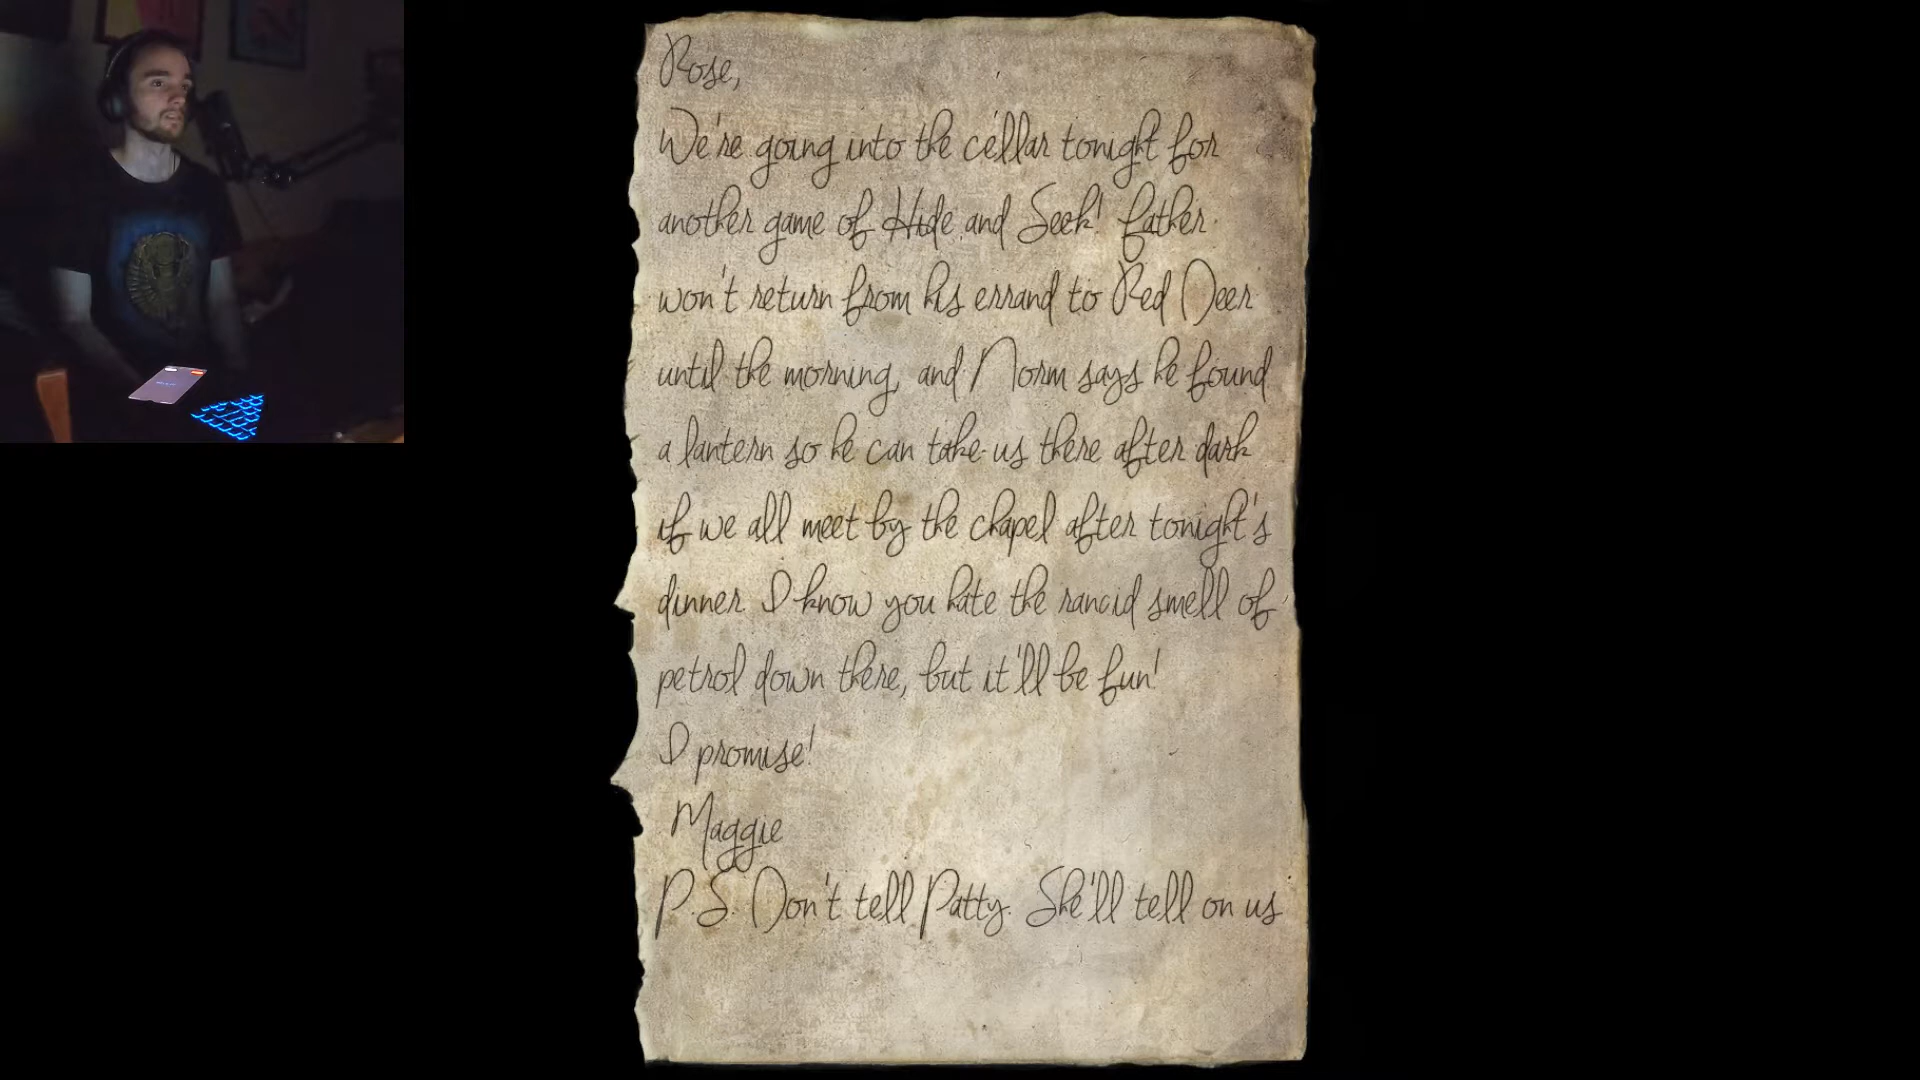 Rose,
We're going into the cellar tonight for
another game of Hide and Seek! Father
won't return from his errand to Red Deer
until the morning, and Norm says he found
a lantern so he can take us there after dark
if we all meet by the chapel after tonight's
dinner. I know you hate the rancid smell of
petrol down there, but it'll be fun!
I promise!
Maggie
P.S. Don't tell Patty. She'll tell on us